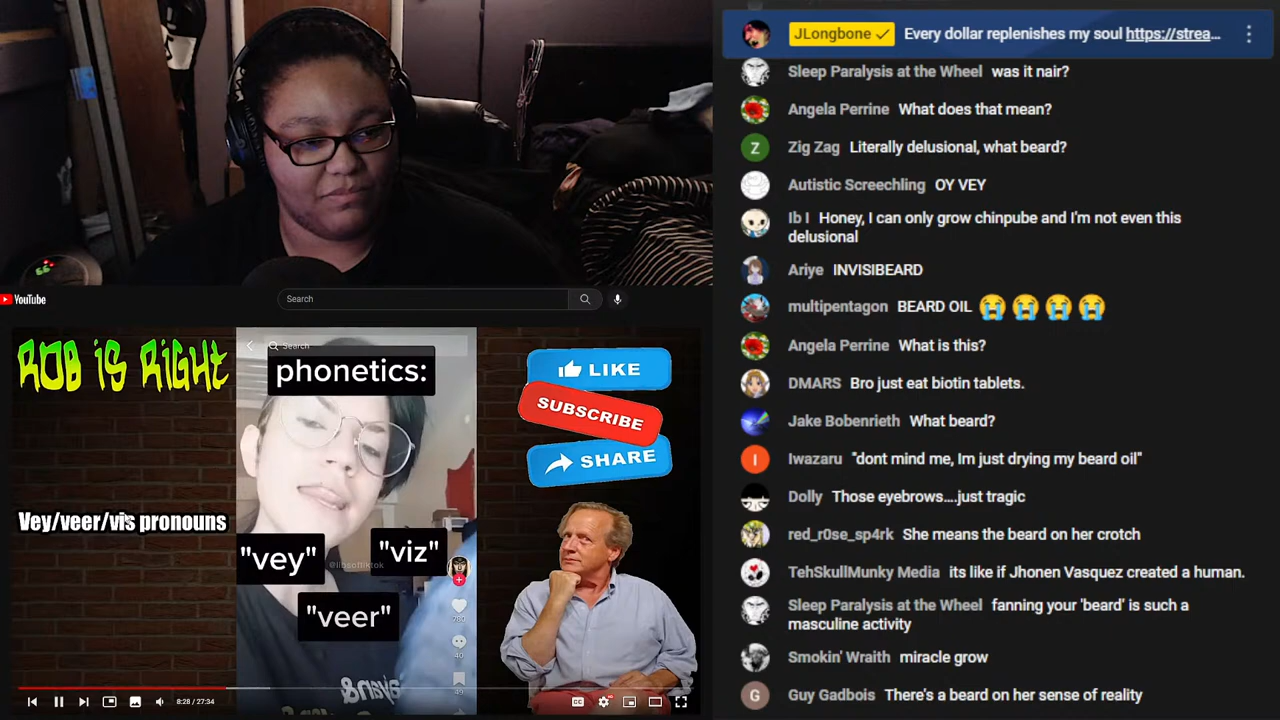 JLongbone Every dollar replenishes my soul https://strea...
Sleep Paralysis at the Wheel was it nair?
Angela Perrine What does that mean?
Z Zig Zag Literally delusional, what beard?
Autistic Screechling OY VEY
Ib I Honey, I can only grow chinpube and I'm not even this
delusional
Ariye INVISIBEARD
multipentagon BEARD OIL 😭😭😭😭
Angela Perrine What is this?
DMARS Bro just eat biotin tablets.
Jake Bobenrieth What beard?
I Iwazaru "dont mind me, Im just drying my beard oil"
Dolly Those eyebrows....just tragic
red_r0se_sp4rk She means the beard on her crotch
TehSkullMunky Media its like if Jhonen Vasquez created a human.
Sleep Paralysis at the Wheel fanning your 'beard' is such a
masculine activity
Smokin' Wraith miracle grow
G Guy Gadbois There's a beard on her sense of reality
YouTube
Search
ROB iS RiGHT
Search
phonetics:
LIKE
SUBSCRIBE
SHARE
Vey/veer/vis pronouns
"vey"
"viz"
@libsoftiktok
"veer"
780
40
49
8:28 / 27:34